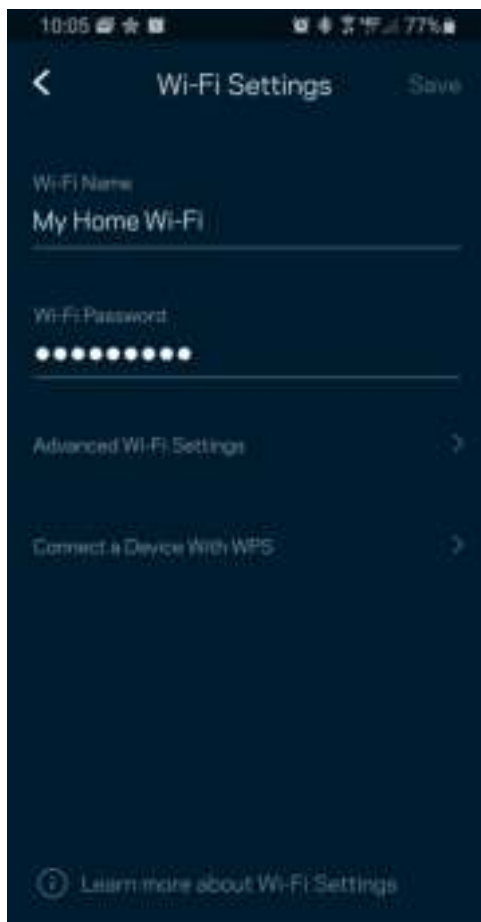 10:05 77%
Wi-Fi Settings Save
Wi-Fi Name
My Home Wi-Fi
Wi-Fi Password
●●●●●●●●●
Advanced Wi-Fi Settings
Connect a Device With WPS
Learn more about Wi-Fi Settings